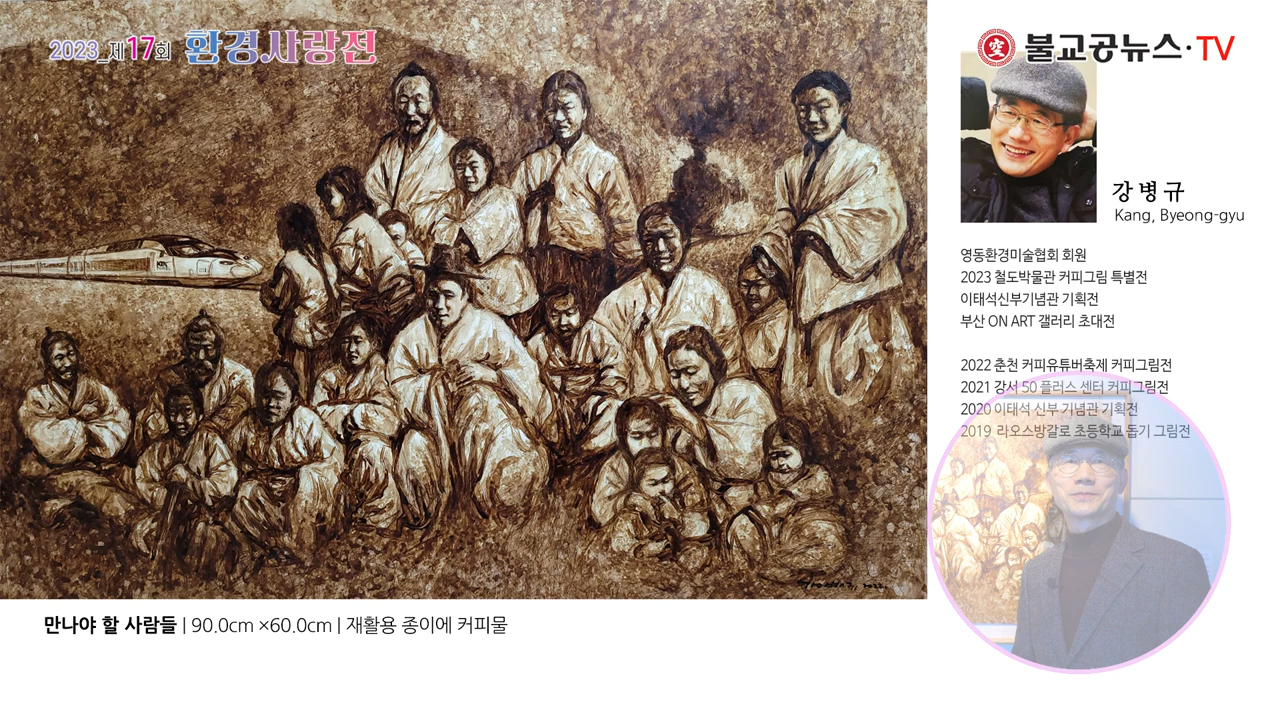 2023_제17회 환경.사랑전
空 불교공뉴스·TV
강병규
Kang, Byeong-gyu
영동환경미술협회 회원
2023 철도박물관 커피그림 특별전
이태석신부기념관 기획전
부산 ON ART 갤러리 초대전
2022 춘천 커피유튜버축제 커피그림전
2021 강서 50 플러스 센터 커피그림전
2020 이태석 신부 기념관 기획전
2019 라오스방갈로 초등학교 돕기 그림전
만나야 할 사람들 | 90.0cm ×60.0cm | 재활용 종이에 커피물